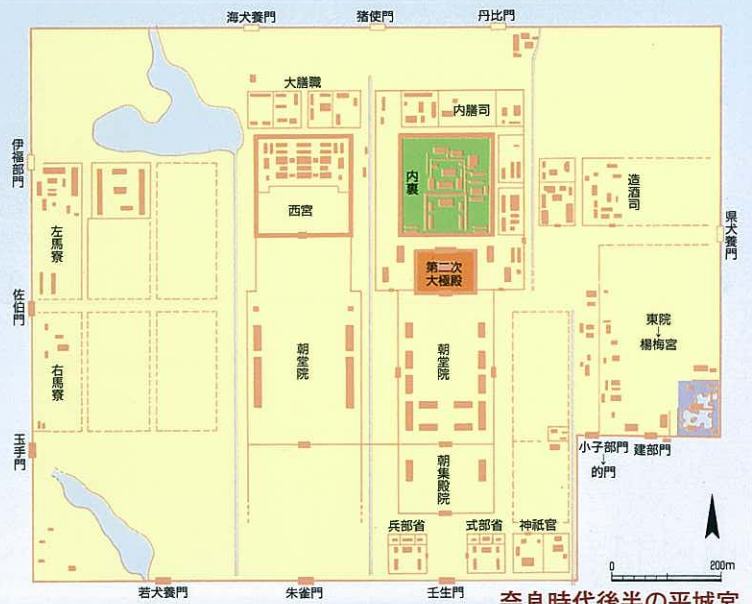 海犬養門
猪使門
丹比門
大膳職
内膳司
伊福部門
内裏
造酒司
西宮
左馬寮
県犬養門
第二次
大極殿
佐伯門
東院
→
楊梅宮
朝堂院
朝堂院
右馬寮
玉手門
小子部門
→
的門
建部門
朝集殿院
兵部省
式部省
神祇官
0
200m
若犬養門
朱雀門
壬生門
奈良時代後半の平城宮